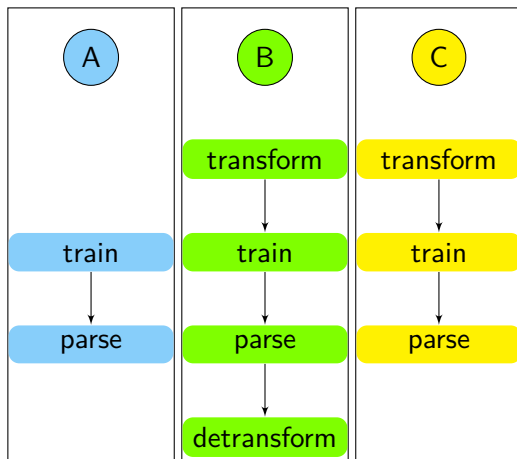 A
B
C
transform
transform
train
train
train
parse
parse
parse
detransform